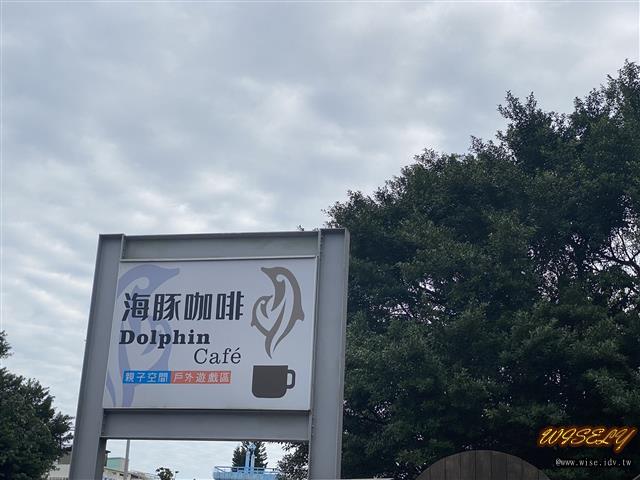 海豚咖啡
Dolphin
Café
親子空間 戶外遊戲區
WISELY
@www.wise.idv.tw